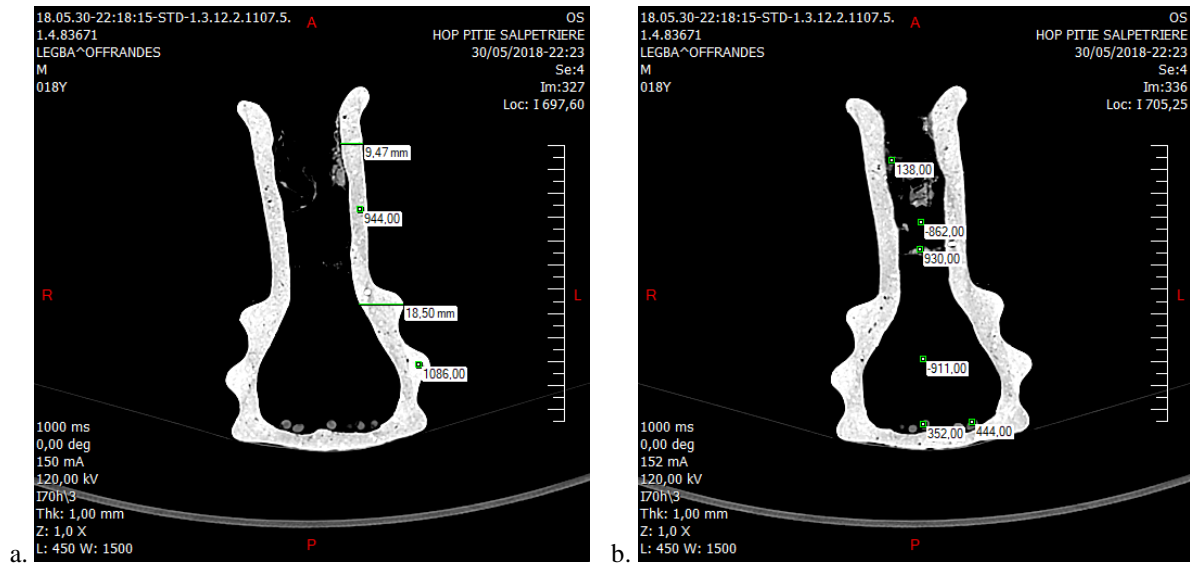 18.05.30-22:18:15-STD-1.3.12.2.1107.5.
1.4.83671
LEGBA^OFFRANDES
M
018Y
A
OS
HOP PITIE SALPETRIERE
30/05/2018-22:23
Se:4
Im:327
Loc: I 697,60
9,47 mm
944,00
R
L
18,50 mm
1086,00
1000 ms
0,00 deg
150 mA
120,00 kV
I70h\3
Thk: 1,00 mm
Z: 1,0 X
L: 450 W: 1500
P
a.
18.05.30-22:18:15-STD-1.3.12.2.1107.5.
1.4.83671
LEGBA^OFFRANDES
M
018Y
A
OS
HOP PITIE SALPETRIERE
30/05/2018-22:23
Se:4
Im:336
Loc: I 705,25
138,00
-862,00
930,00
R
L
-911,00
352,00
444,00
1000 ms
0,00 deg
152 mA
120,00 kV
I70h\3
Thk: 1,00 mm
Z: 1,0 X
L: 450 W: 1500
P
b.